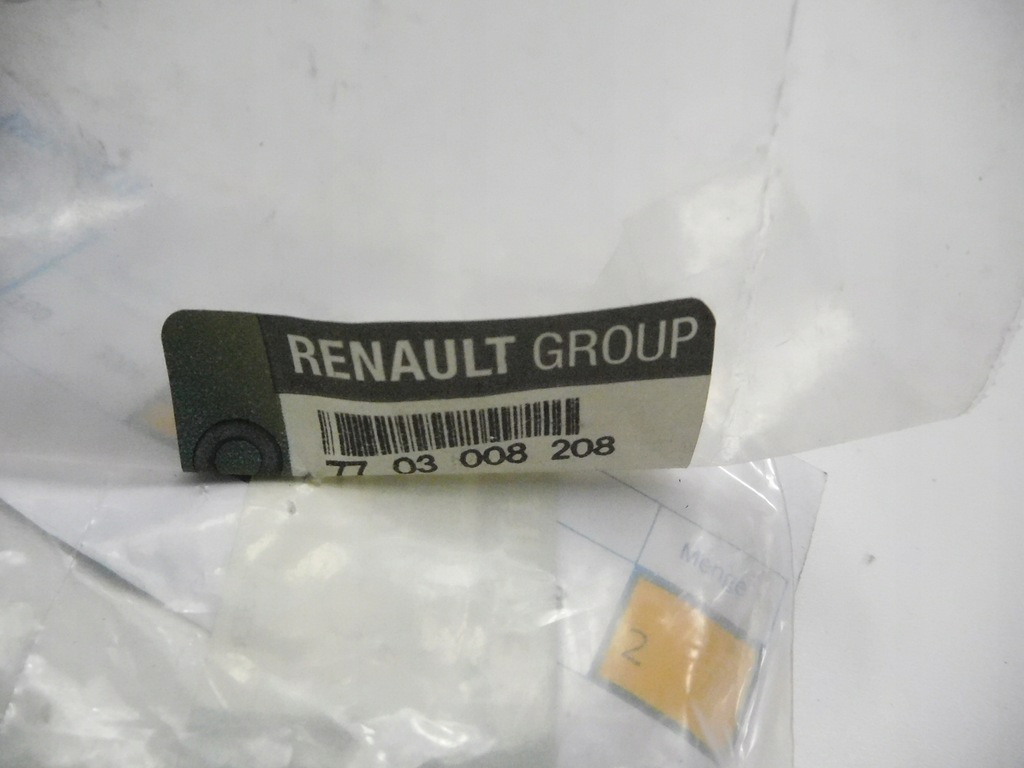 RENAULT GROUP
77 03 008 208
Menge
2